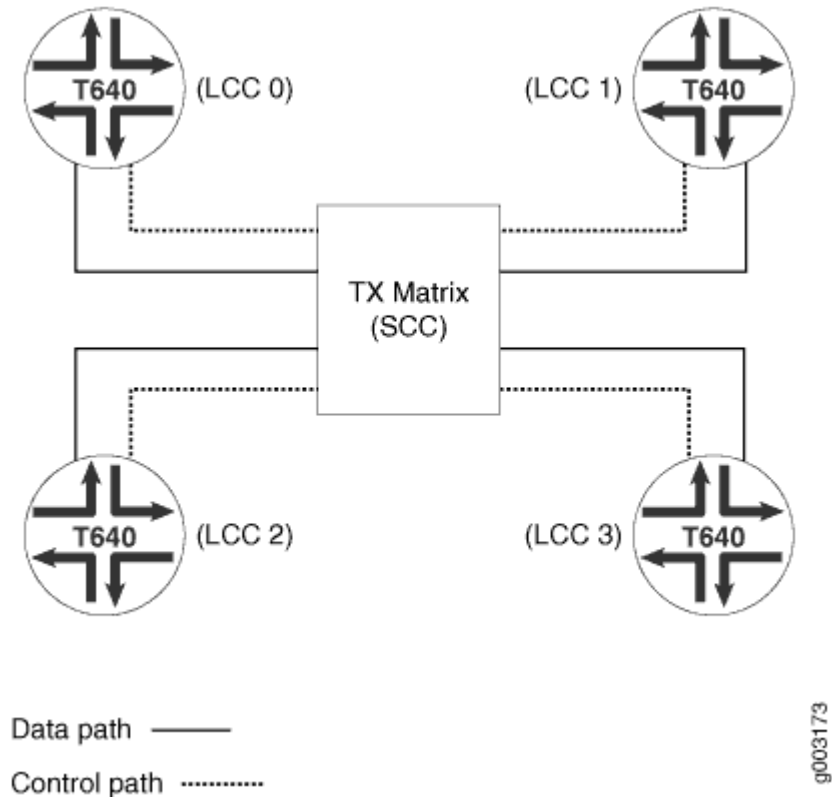 T640 (LCC 0)
(LCC 1) T640
TX Matrix
(SCC)
T640 (LCC 2)
(LCC 3) T640
Data path
Control path
g003173